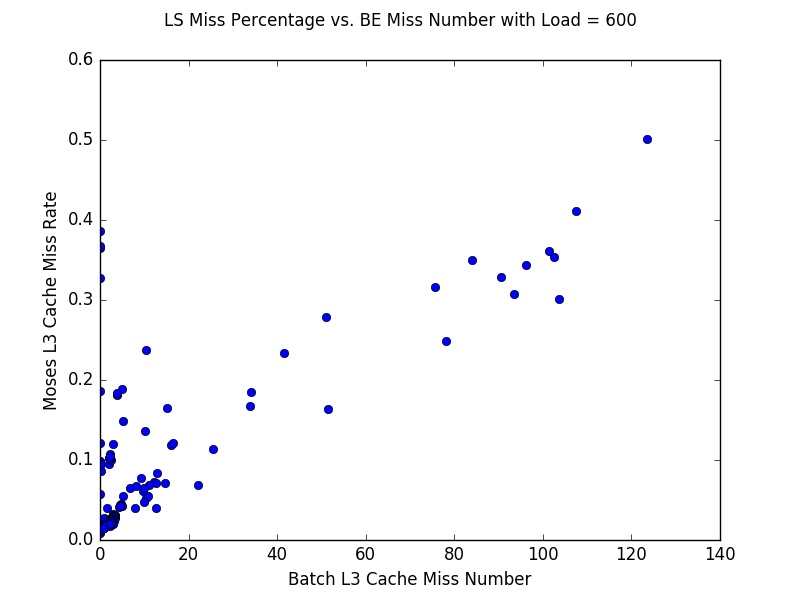 LS Miss Percentage vs. BE Miss Number with Load = 600
0.6
0.5
0.4
0.3
0.2
0.1
0.0
Moses L3 Cache Miss Rate
0 20 40 60 80 100 120 140
Batch L3 Cache Miss Number